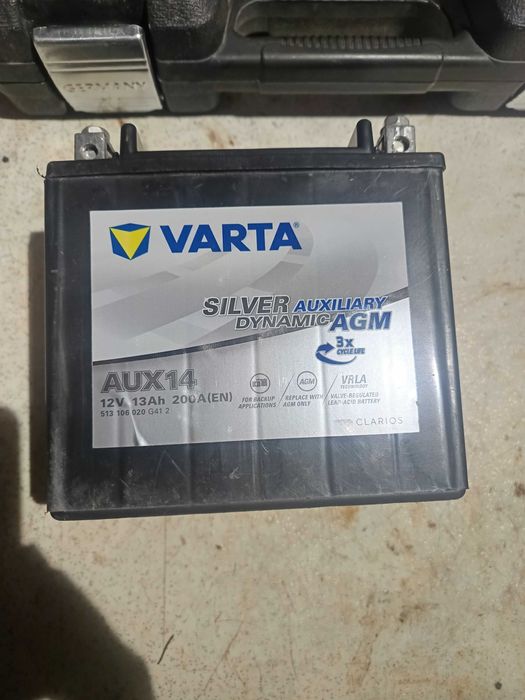 GERMANY
VARTA
SILVER AUXILIARY
DYNAMIC AGM
3x
CYCLE LIFE
AUX14
12V 13Ah 200A(EN)
513 106 020 G41 2
FOR BACKUP
APPLICATIONS
AGM
REPLACE WITH
AGM ONLY
VRLA
TECHNOLOGY
VALVE-REGULATED
LEAD-ACID BATTERY
CLARIOS